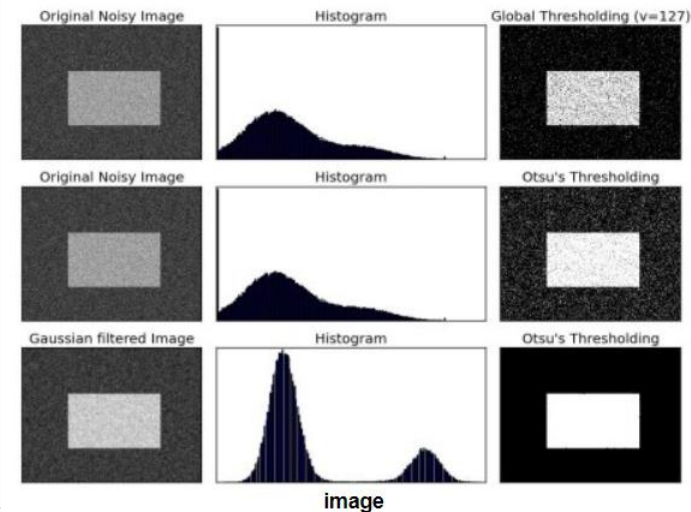 Original Noisy Image Histogram Global Thresholding (v=127)
Original Noisy Image Histogram Otsu's Thresholding
Gaussian filtered Image Histogram Otsu's Thresholding
image